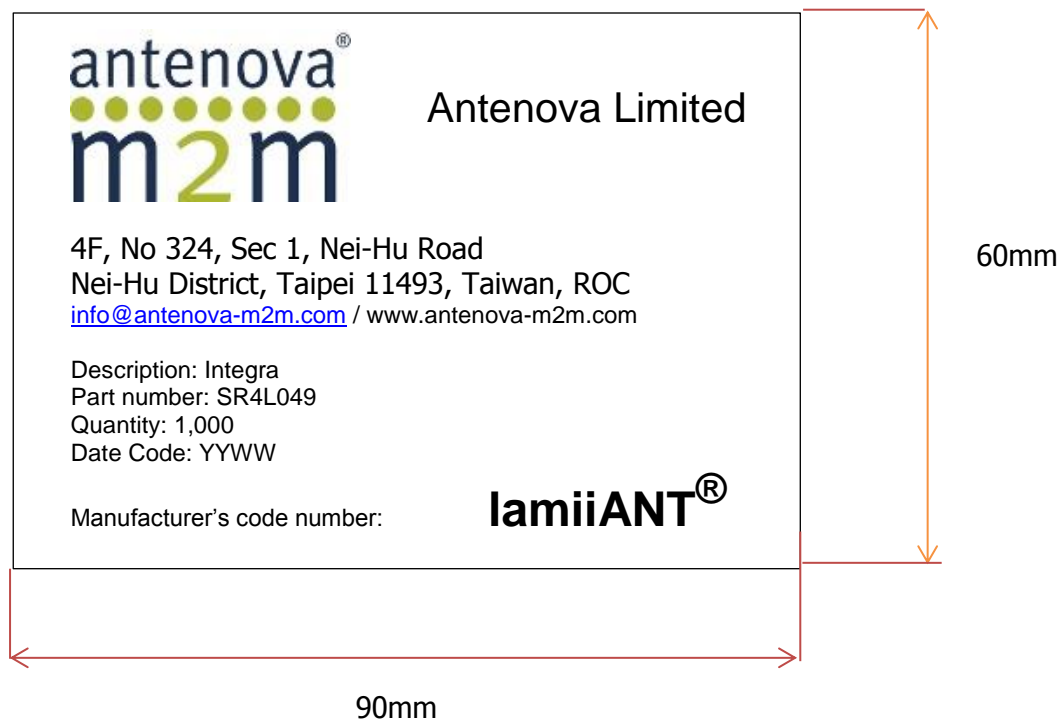 antenova®
m2m
Antenova Limited
4F, No 324, Sec 1, Nei-Hu Road
Nei-Hu District, Taipei 11493, Taiwan, ROC
info@antenova-m2m.com / www.antenova-m2m.com
Description: Integra
Part number: SR4L049
Quantity: 1,000
Date Code: YYWW
Manufacturer’s code number:
lamiiANT®
60mm
90mm